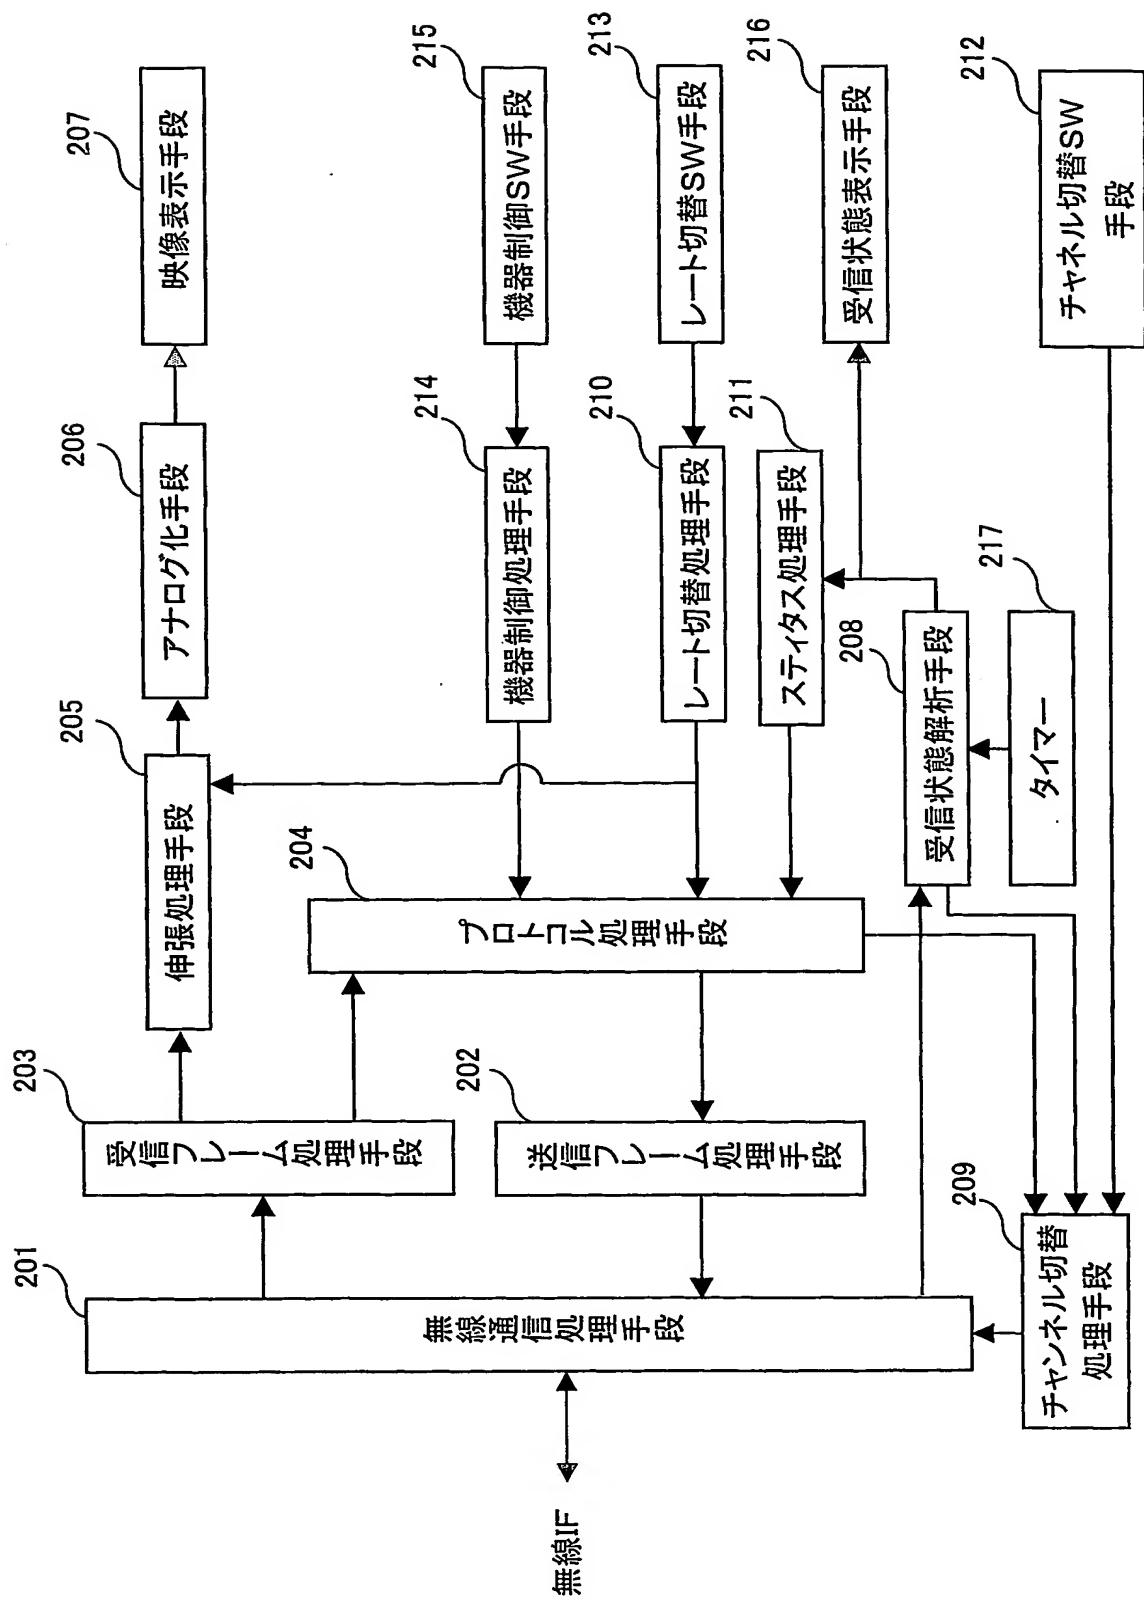 無線IF
201
無線通信処理手段
203
受信フレーム処理手段
202
送信フレーム処理手段
209
チャンネル切替
処理手段
204
プロトコル処理手段
205
伸張処理手段
206
アナログ化手段
207
映像表示手段
214
機器制御処理手段
215
機器制御SW手段
210
レート切替処理手段
213
レート切替SW手段
211
スティタス処理手段
216
受信状態表示手段
208
受信状態解析手段
217
タイマー
212
チャネル切替SW
手段